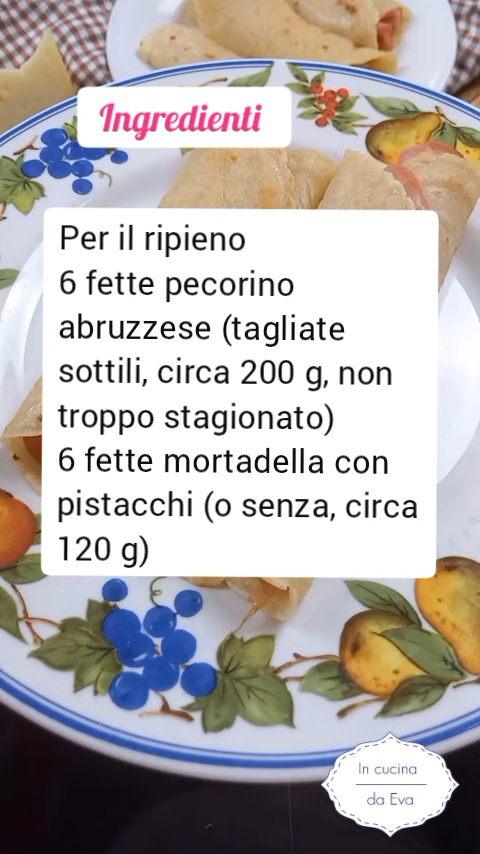 Ingredienti
Per il ripieno
6 fette pecorino
abruzzese (tagliate
sottili, circa 200 g, non
troppo stagionato)
6 fette mortadella con
pistacchi (o senza, circa
120 g)
In cucina
da Eva